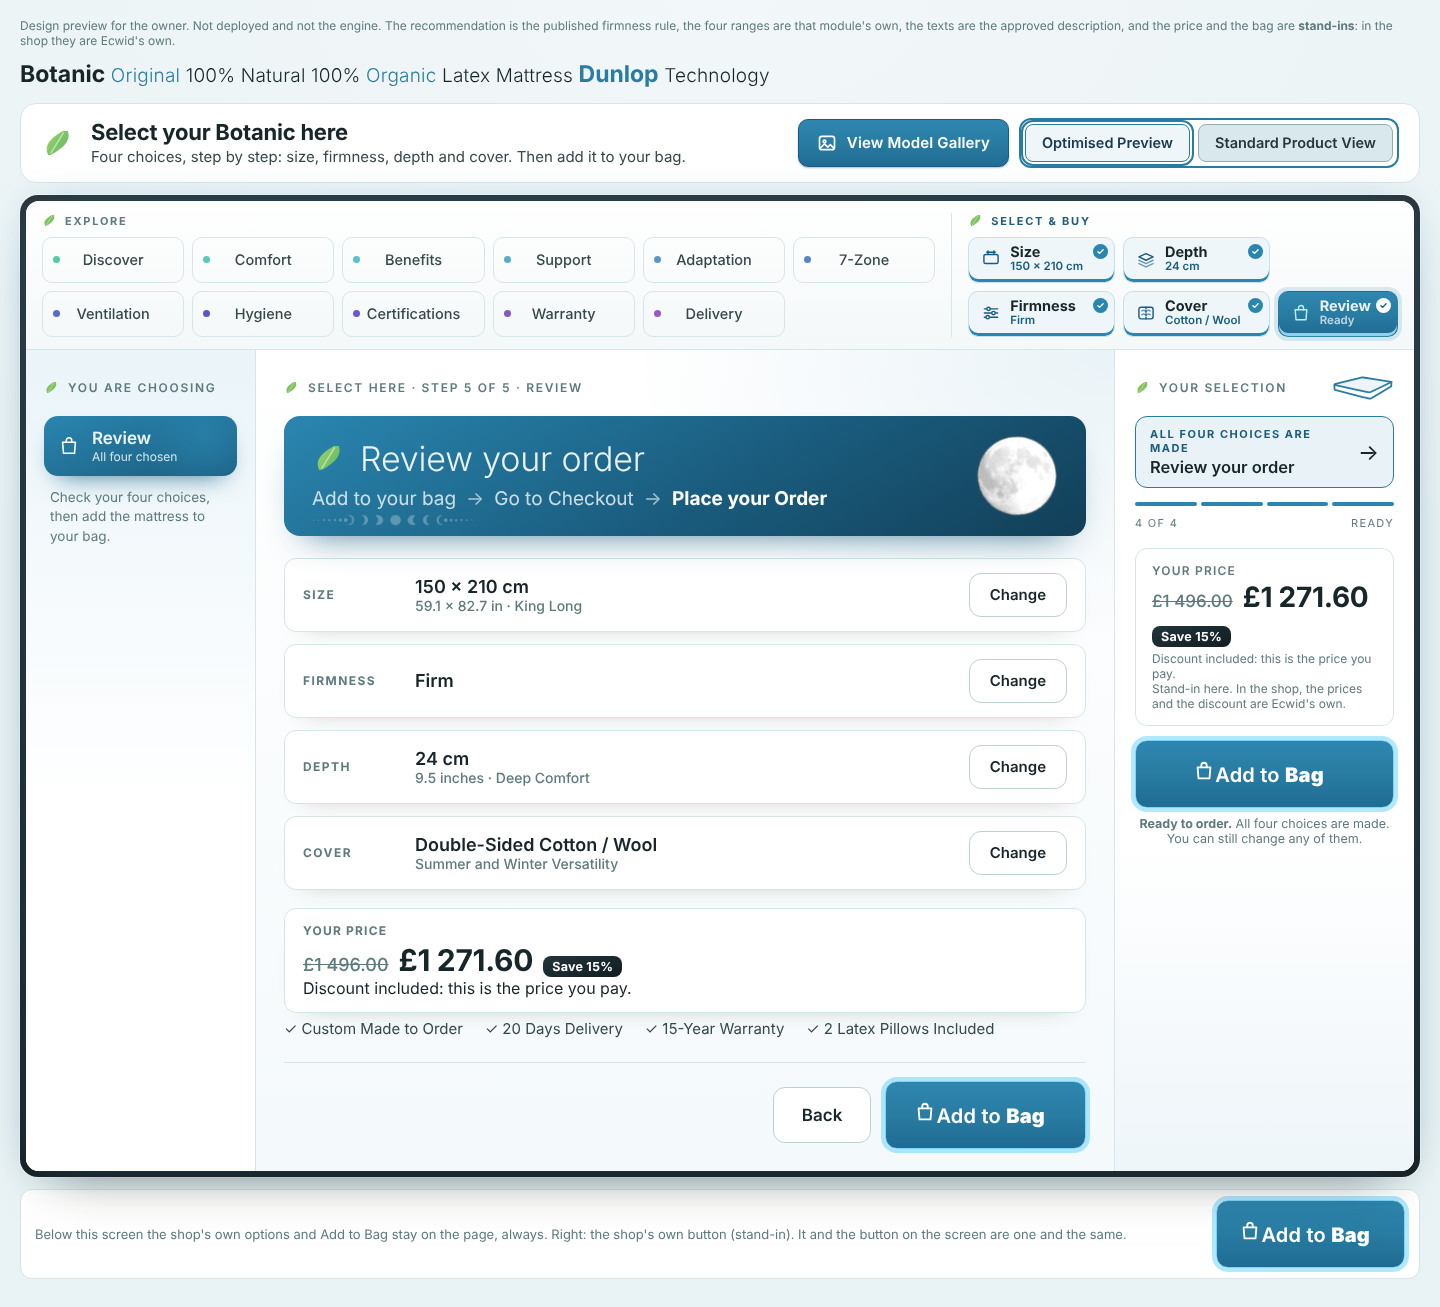 Design preview for the owner. Not deployed and not the engine. The recommendation is the published firmness rule, the four ranges are that module's own, the texts are the approved description, and the price and the bag are stand-ins: in the
shop they are Ecwid's own.
Botanic Original 100% Natural 100% Organic Latex Mattress Dunlop Technology
Select your Botanic here
Four choices, step by step: size, firmness, depth and cover. Then add it to your bag.
View Model Gallery
Optimised Preview
Standard Product View
EXPLORE
Discover
Comfort
Benefits
Support
Adaptation
7-Zone
Ventilation
Hygiene
Certifications
Warranty
Delivery
SELECT & BUY
Size
150 × 210 cm
Depth
24 cm
Firmness
Firm
Cover
Cotton / Wool
Review
Ready
YOU ARE CHOOSING
Review
All four chosen
Check your four choices,
then add the mattress to
your bag.
SELECT HERE · STEP 5 OF 5 · REVIEW
Review your order
Add to your bag → Go to Checkout → Place your Order
SIZE
150 × 210 cm
59.1 × 82.7 in · King Long
Change
FIRMNESS
Firm
Change
DEPTH
24 cm
9.5 inches · Deep Comfort
Change
COVER
Double-Sided Cotton / Wool
Summer and Winter Versatility
Change
YOUR PRICE
£1 496.00 £1 271.60 Save 15%
Discount included: this is the price you pay.
✓ Custom Made to Order ✓ 20 Days Delivery ✓ 15-Year Warranty ✓ 2 Latex Pillows Included
Back
Add to Bag
YOUR SELECTION
ALL FOUR CHOICES ARE
MADE
Review your order →
4 OF 4
READY
YOUR PRICE
£1 496.00 £1 271.60
Save 15%
Discount included: this is the price you
pay.
Stand-in here. In the shop, the prices
and the discount are Ecwid's own.
Add to Bag
Ready to order. All four choices are made.
You can still change any of them.
Below this screen the shop's own options and Add to Bag stay on the page, always. Right: the shop's own button (stand-in). It and the button on the screen are one and the same.
Add to Bag